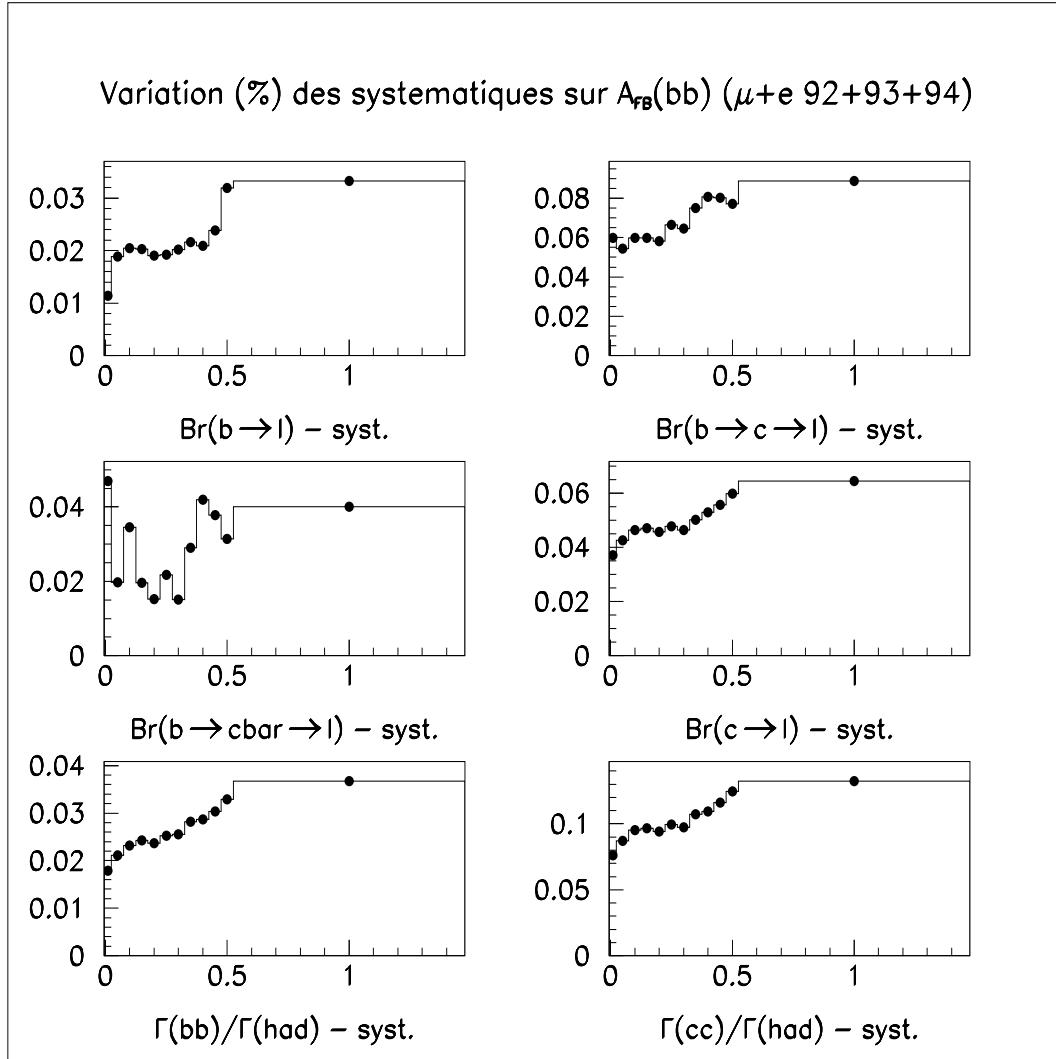 Variation (%) des systematiques sur A_FB(bb) (μ+e 92+93+94)
0.03
0.02
0.01
0
0 0.5 1
Br(b→l) – syst.
0.08
0.06
0.04
0.02
0
0 0.5 1
Br(b→c→l) – syst.
0.04
0.02
0
0 0.5 1
Br(b→cbar→l) – syst.
0.06
0.04
0.02
0
0 0.5 1
Br(c→l) – syst.
0.04
0.03
0.02
0.01
0
0 0.5 1
Γ(bb)/Γ(had) – syst.
0.1
0.05
0
0 0.5 1
Γ(cc)/Γ(had) – syst.